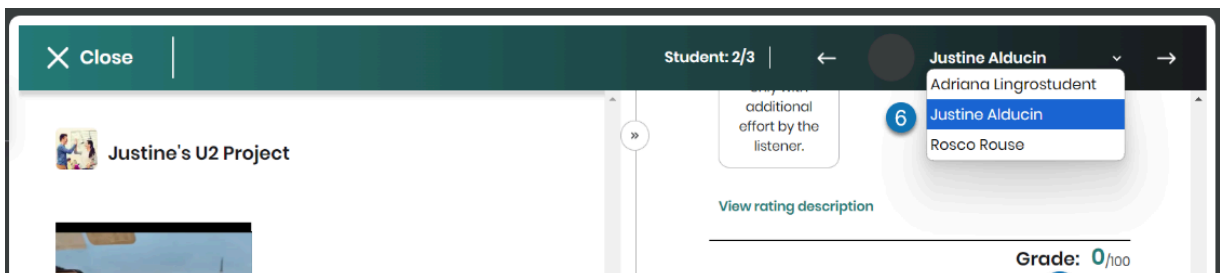 Close
Student: 2/3
Justine Alducin
Adriana Lingrostudent
Justine Alducin
Rosco Rouse
6
additional
effort by the
listener.
»
Justine's U2 Project
View rating description
Grade: 0/100